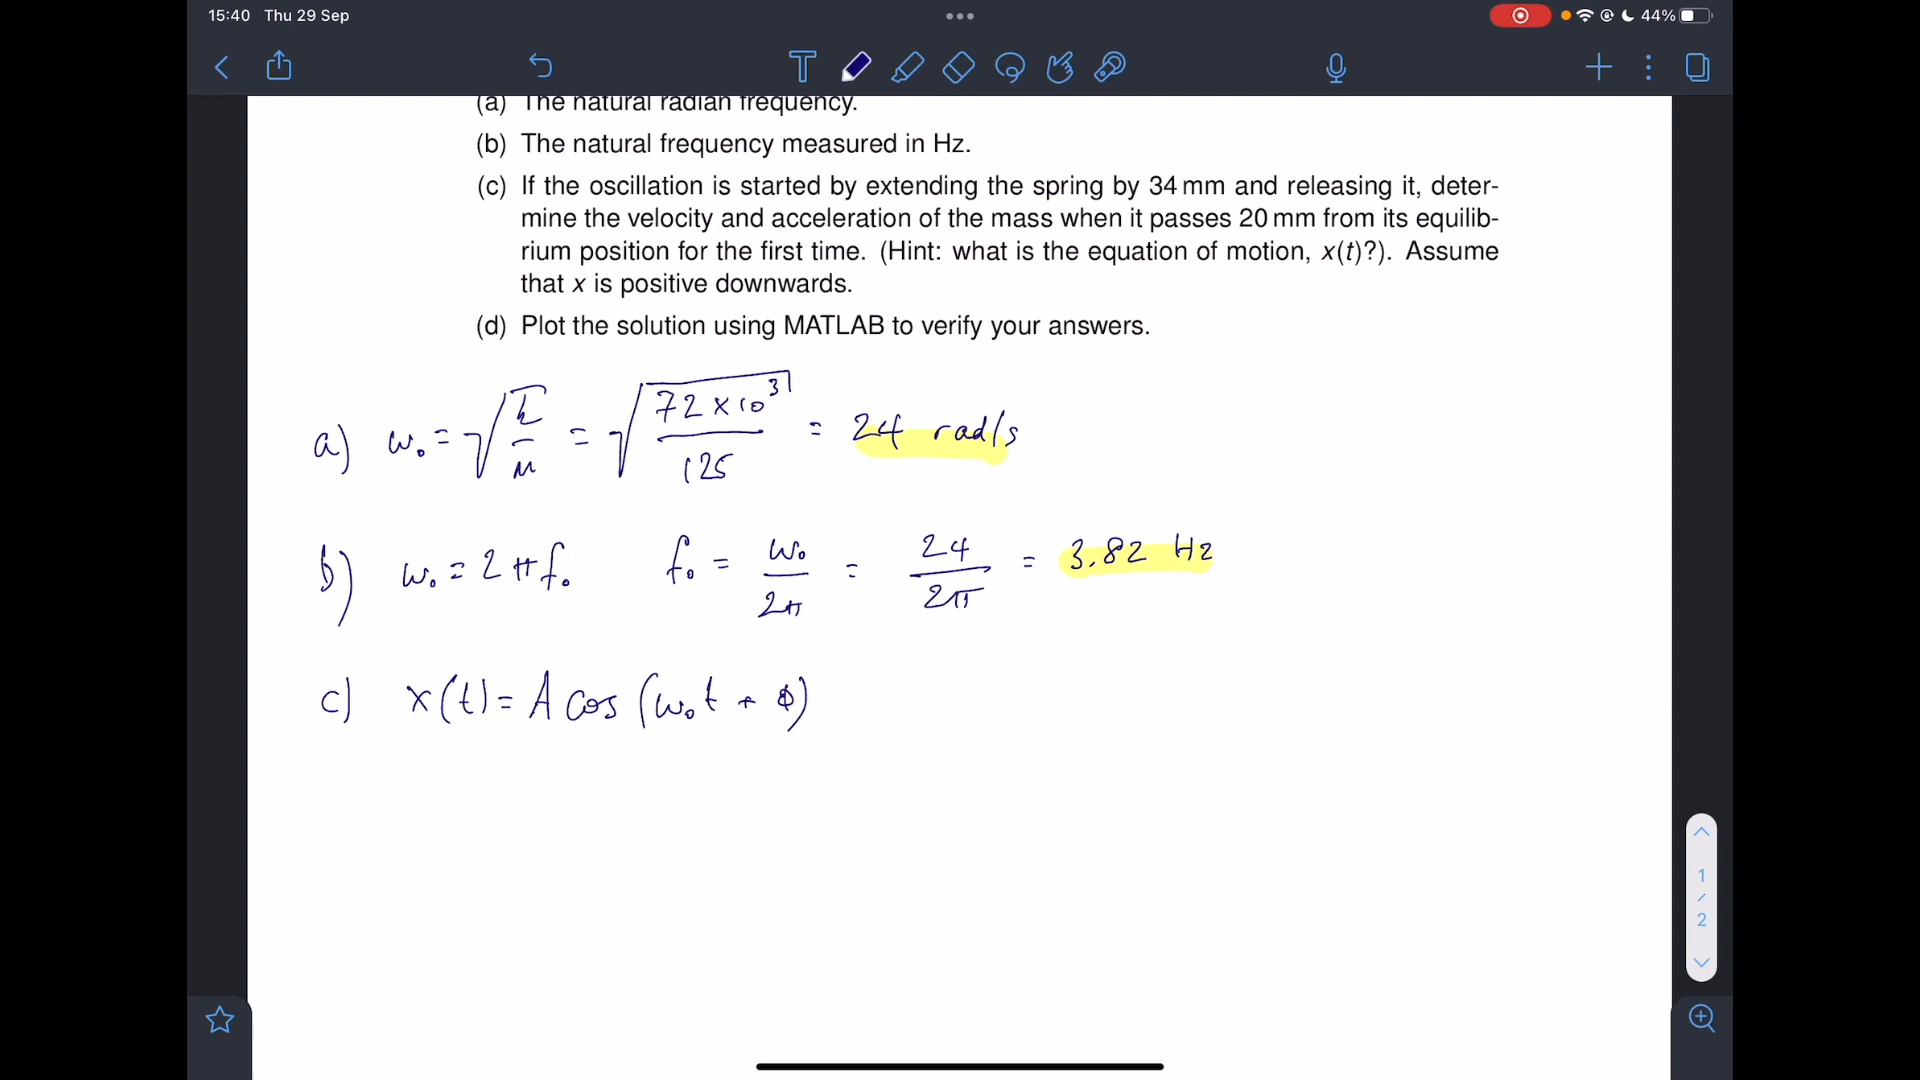 15:40 Thu 29 Sep
44%
T
(a) The natural radian frequency.
(b) The natural frequency measured in Hz.
(c) If the oscillation is started by extending the spring by 34 mm and releasing it, deter-
mine the velocity and acceleration of the mass when it passes 20 mm from its equilib-
rium position for the first time. (Hint: what is the equation of motion, x(t)?). Assume
that x is positive downwards.
(d) Plot the solution using MATLAB to verify your answers.
a) ω₀ = √(k/m) = √(72 × 10³/125) = 24 rad/s
b) ω₀ = 2πf₀ f₀ = ω₀/2π = 24/2π = 3.82 Hz
c) x(t) = A cos (ω₀t + φ)
1
/
2